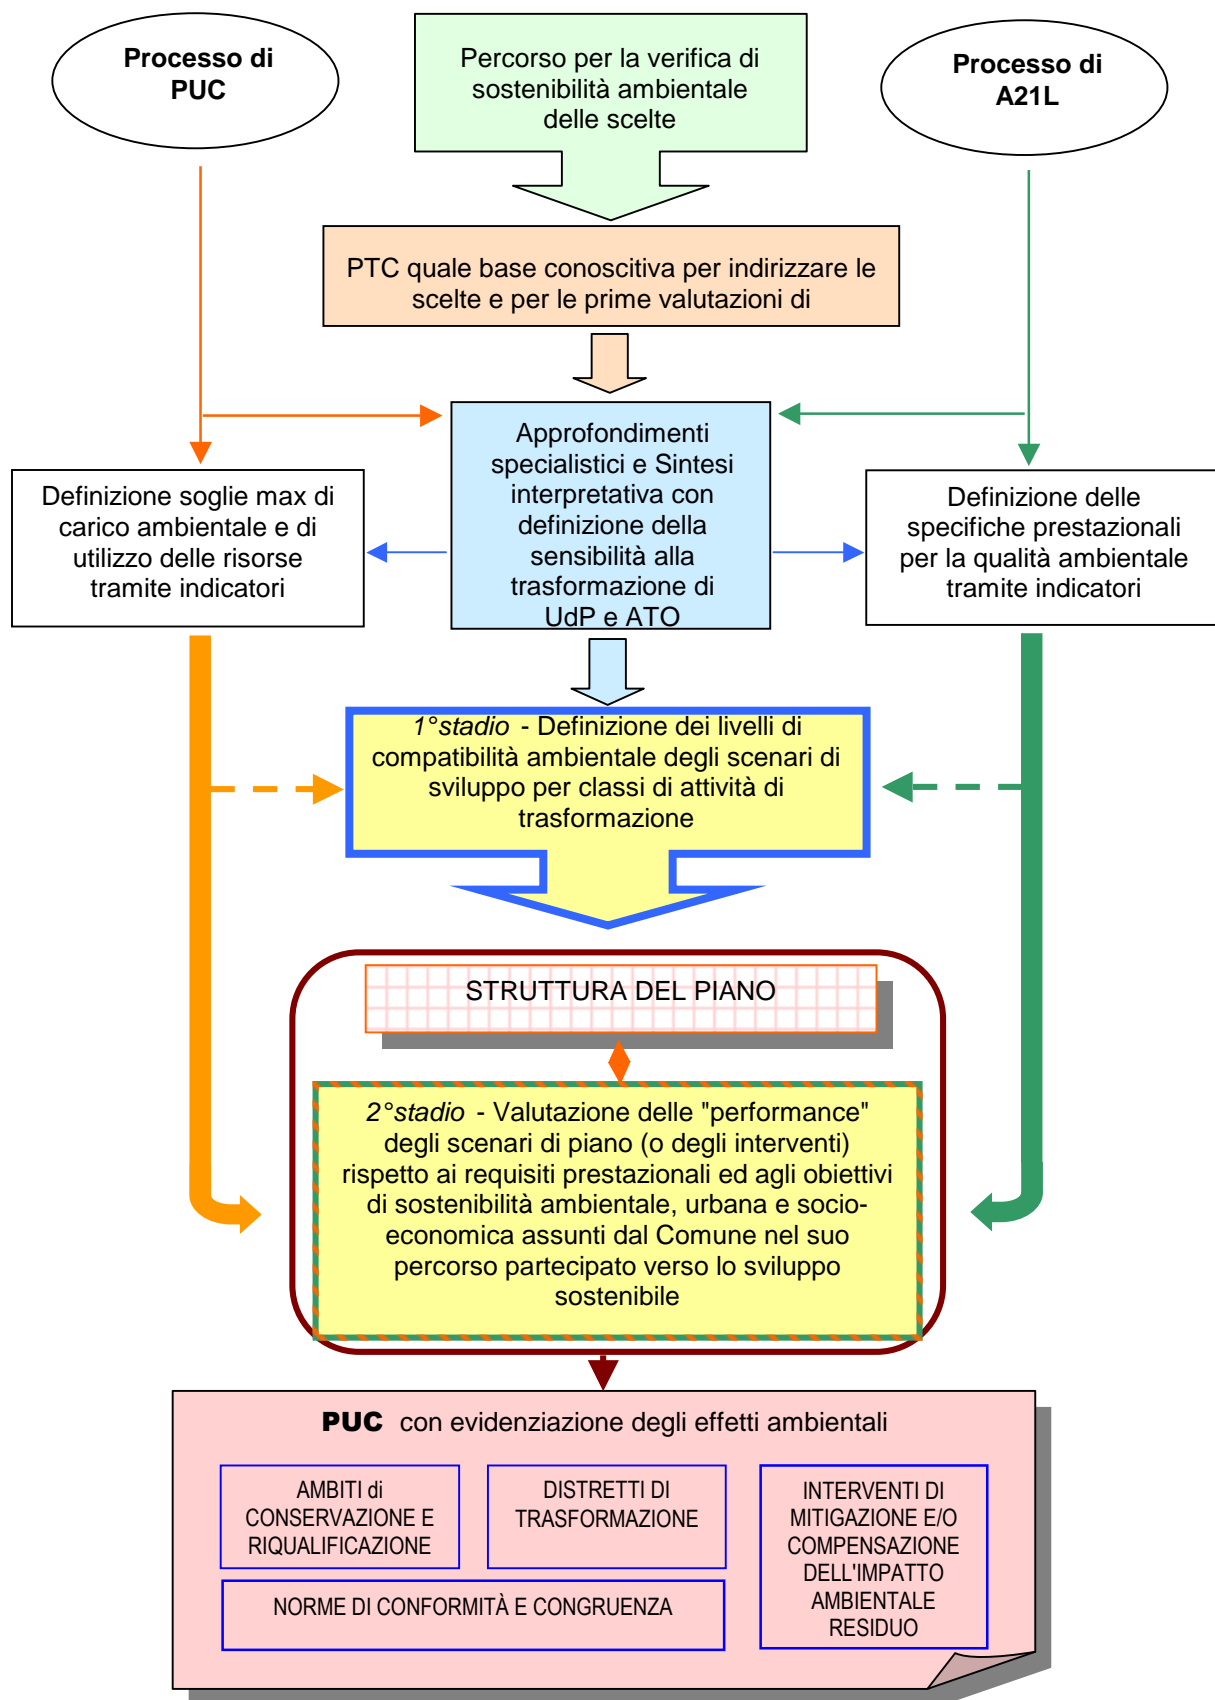 Processo di
PUC
Percorso per la verifica di
sostenibilità ambientale
delle scelte
Processo di
A21L
PTC quale base conoscitiva per indirizzare le
scelte e per le prime valutazioni di
Approfondimenti
specialistici e Sintesi
interpretativa con
definizione della
sensibilità alla
trasformazione di
UdP e ATO
Definizione soglie max di
carico ambientale e di
utilizzo delle risorse
tramite indicatori
Definizione delle
specifiche prestazionali
per la qualità ambientale
tramite indicatori
1°stadio - Definizione dei livelli di
compatibilità ambientale degli scenari di
sviluppo per classi di attività di
trasformazione
STRUTTURA DEL PIANO
2°stadio - Valutazione delle "performance"
degli scenari di piano (o degli interventi)
rispetto ai requisiti prestazionali ed agli obiettivi
di sostenibilità ambientale, urbana e socio-
economica assunti dal Comune nel suo
percorso partecipato verso lo sviluppo
sostenibile
PUC con evidenziazione degli effetti ambientali
AMBITI di
CONSERVAZIONE E
RIQUALIFICAZIONE
DISTRETTI DI
TRASFORMAZIONE
INTERVENTI DI
MITIGAZIONE E/O
COMPENSAZIONE
DELL'IMPATTO
AMBIENTALE
RESIDUO
NORME DI CONFORMITÀ E CONGRUENZA